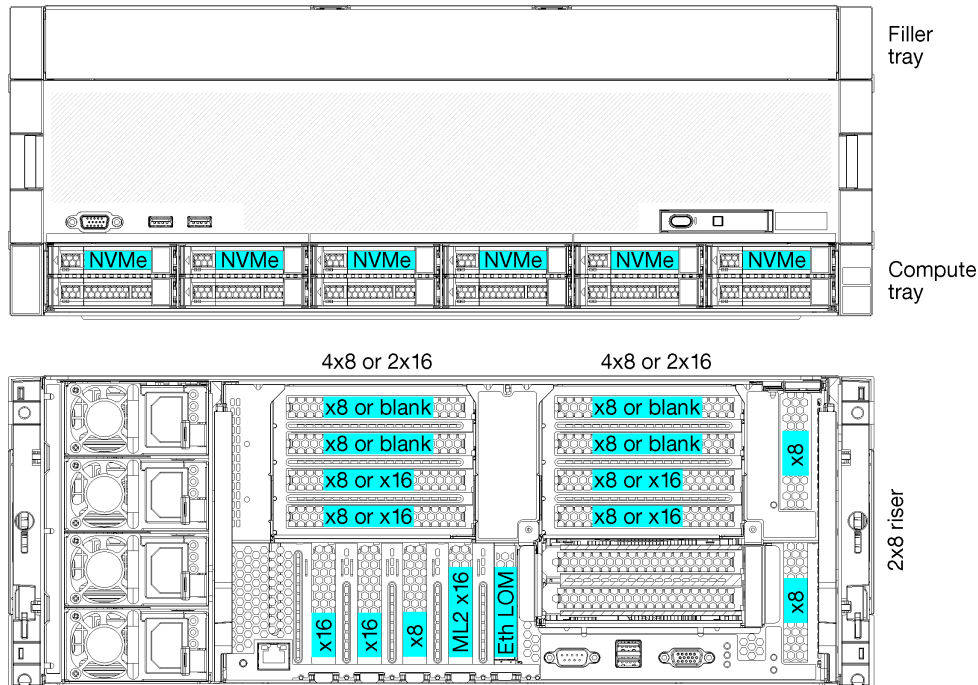 Filler
tray
NVMe NVMe NVMe NVMe NVMe NVMe
Compute
tray
4x8 or 2x16 4x8 or 2x16
x8 or blank x8 or blank
x8 or blank x8 or blank
x8 or x16 x8 or x16
x8 or x16 x8 or x16
x8
2x8 riser
x16 x16 x8 ML2 x16 Eth LOM
x8